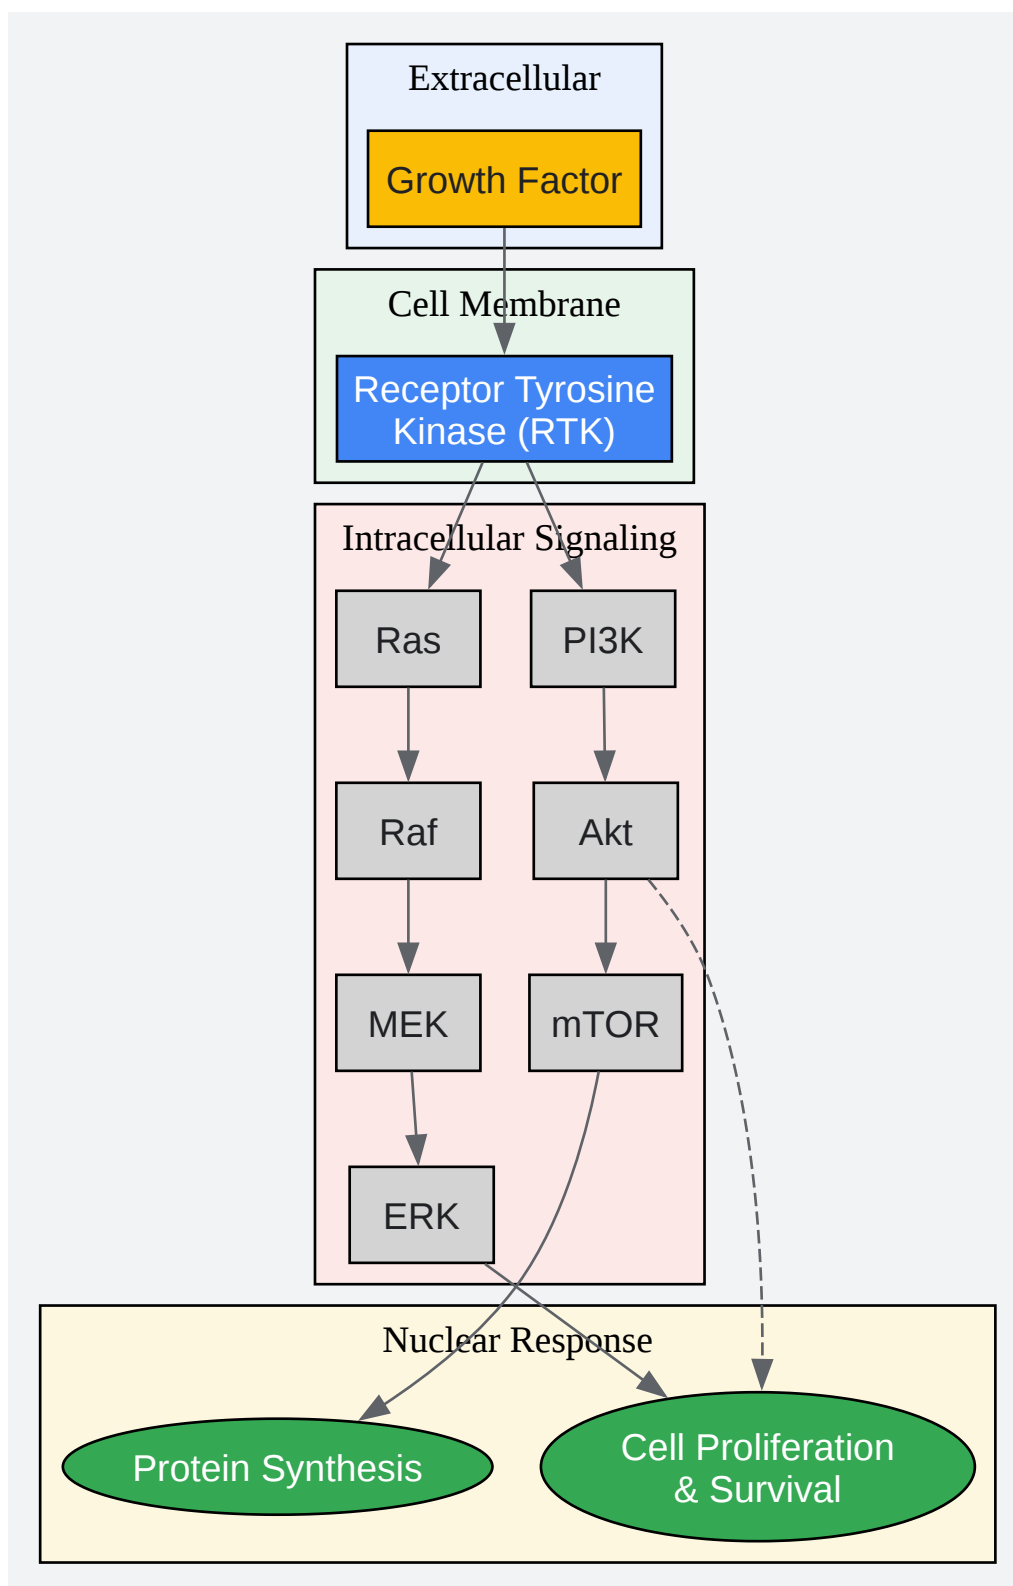 Extracellular
Growth Factor
Cell Membrane
Receptor Tyrosine
Kinase (RTK)
Intracellular Signaling
Ras
PI3K
Raf
Akt
MEK
mTOR
ERK
Nuclear Response
Protein Synthesis
Cell Proliferation
& Survival